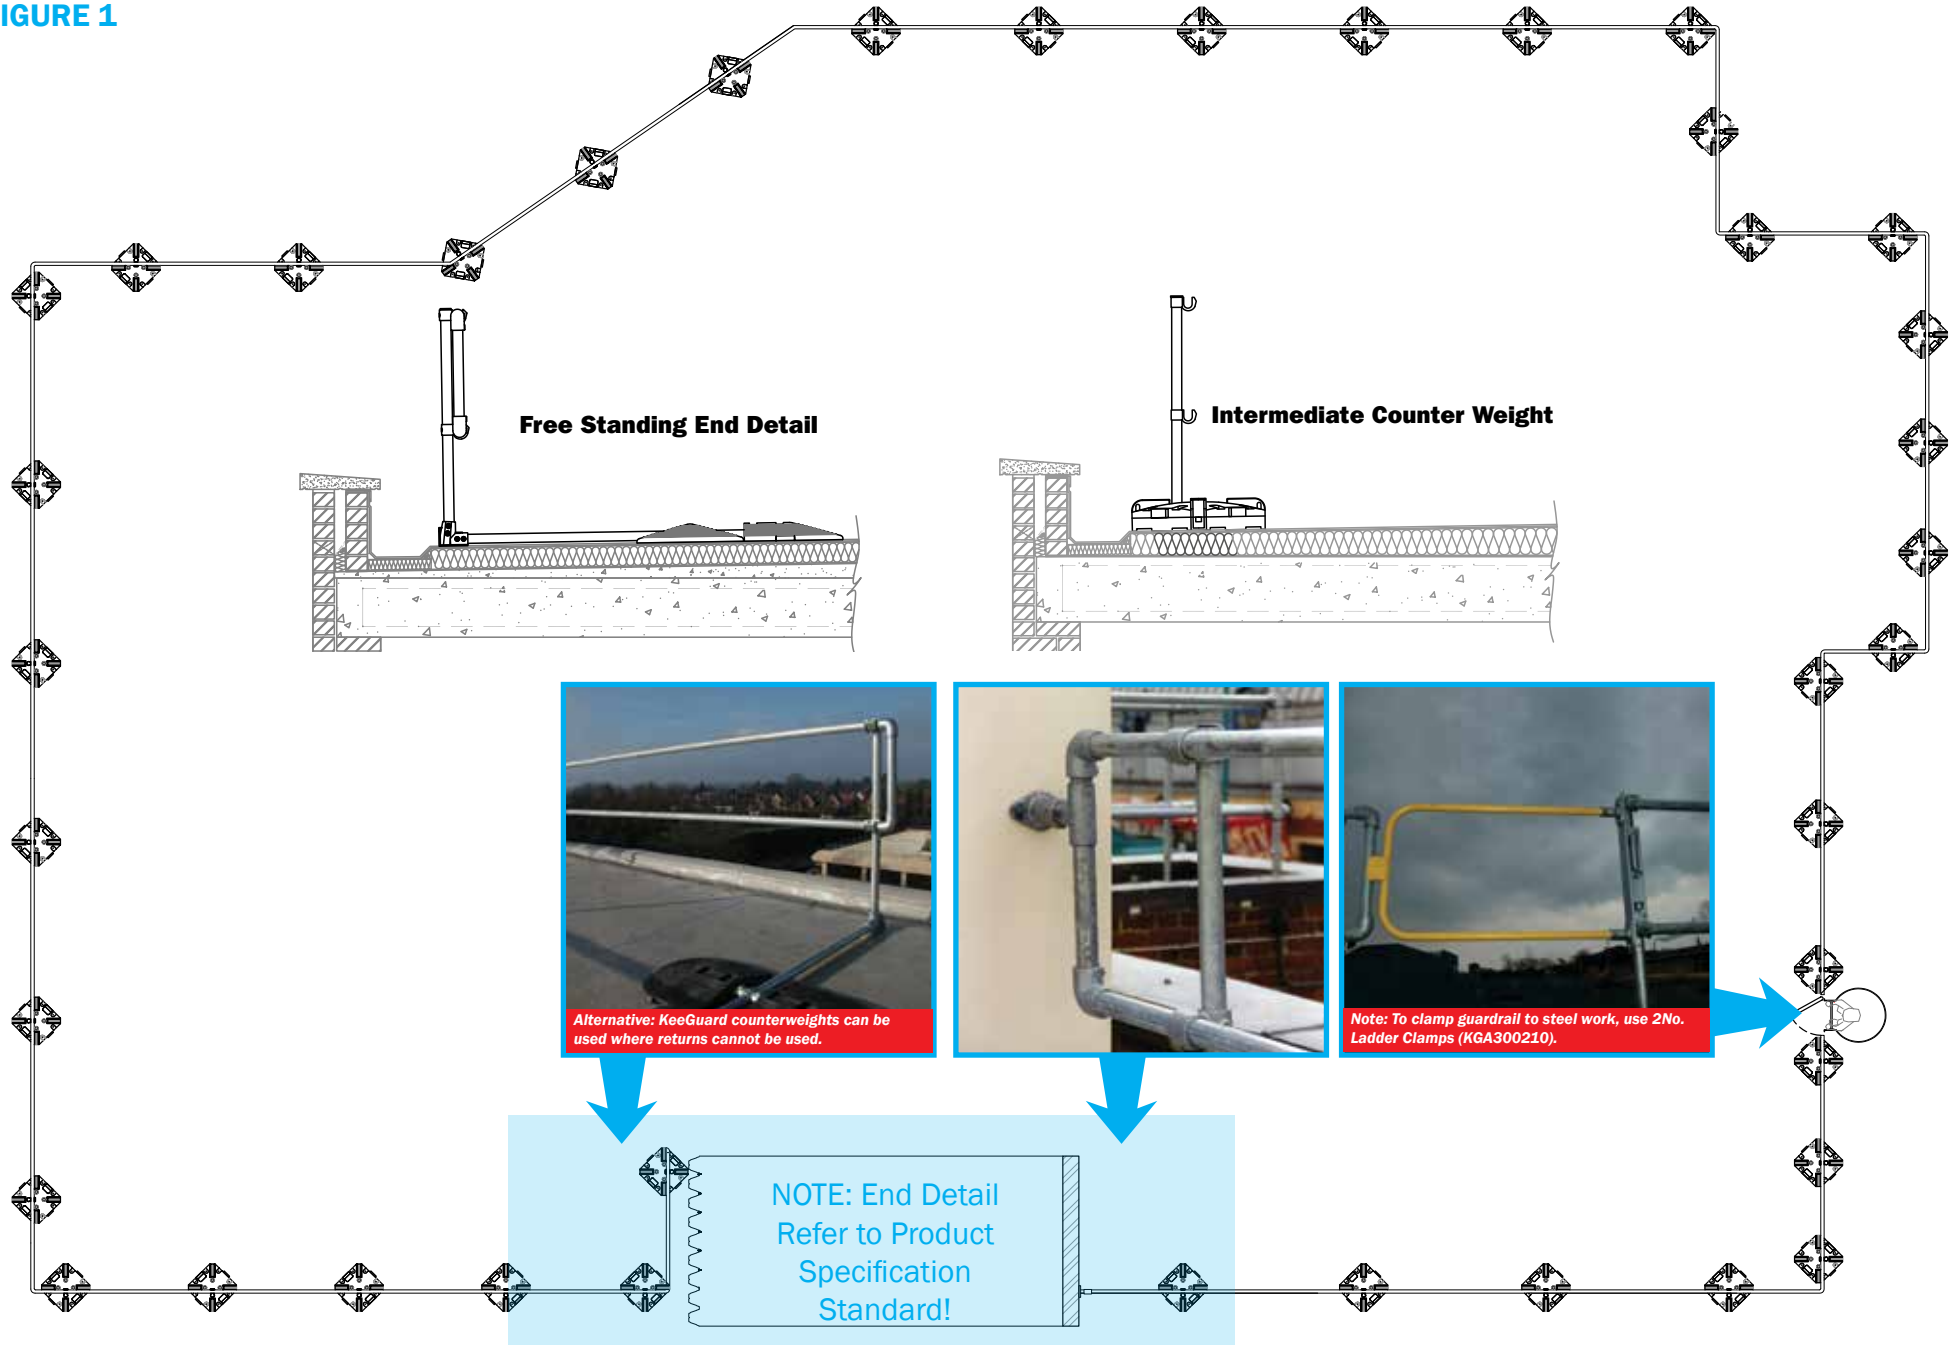 IGURE 1
Free Standing End Detail
Intermediate Counter Weight
Alternative: KeeGuard counterweights can be
used where returns cannot be used.
Note: To clamp guardrail to steel work, use 2No.
Ladder Clamps (KGA300210).
NOTE: End Detail
Refer to Product
Specification
Standard!